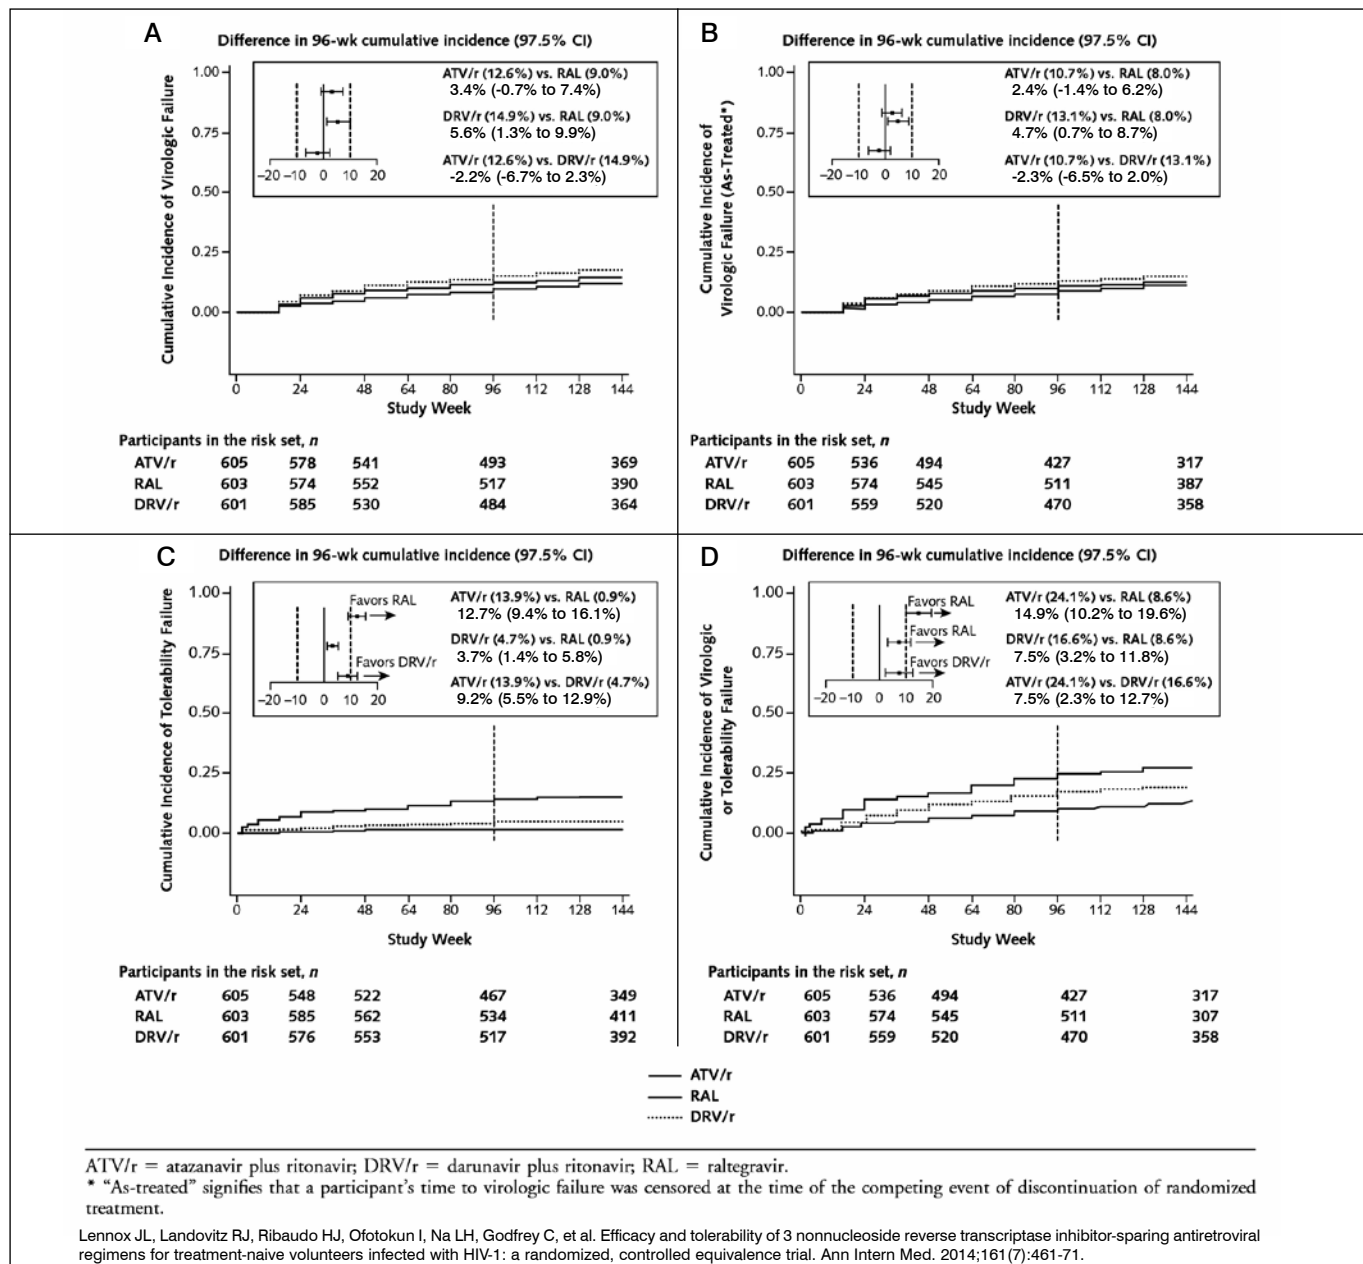 A
Difference in 96-wk cumulative incidence (97.5% CI)
Cumulative Incidence of Virologic Failure
1.00
0.75
0.50
0.25
0.00
ATV/r (12.6%) vs. RAL (9.0%)
3.4% (-0.7% to 7.4%)
DRV/r (14.9%) vs. RAL (9.0%)
5.6% (1.3% to 9.9%)
ATV/r (12.6%) vs. DRV/r (14.9%)
-2.2% (-6.7% to 2.3%)
−20 −10 0 10 20
0 24 48 64 80 96 112 128 144
Study Week
Participants in the risk set, n
ATV/r 605 578 541 493 369
RAL 603 574 552 517 390
DRV/r 601 585 530 484 364
B
Difference in 96-wk cumulative incidence (97.5% CI)
Cumulative Incidence of
Virologic Failure (As-Treated*)
1.00
0.75
0.50
0.25
0.00
ATV/r (10.7%) vs. RAL (8.0%)
2.4% (-1.4% to 6.2%)
DRV/r (13.1%) vs. RAL (8.0%)
4.7% (0.7% to 8.7%)
ATV/r (10.7%) vs. DRV/r (13.1%)
-2.3% (-6.5% to 2.0%)
−20 −10 0 10 20
0 24 48 64 80 96 112 128 144
Study Week
Participants in the risk set, n
ATV/r 605 536 494 427 317
RAL 603 574 545 511 387
DRV/r 601 559 520 470 358
C
Difference in 96-wk cumulative incidence (97.5% CI)
Cumulative Incidence of Tolerability Failure
1.00
0.75
0.50
0.25
0.00
Favors RAL
Favors DRV/r
ATV/r (13.9%) vs. RAL (0.9%)
12.7% (9.4% to 16.1%)
DRV/r (4.7%) vs. RAL (0.9%)
3.7% (1.4% to 5.8%)
ATV/r (13.9%) vs. DRV/r (4.7%)
9.2% (5.5% to 12.9%)
−20 −10 0 10 20
0 24 48 64 80 96 112 128 144
Study Week
Participants in the risk set, n
ATV/r 605 548 522 467 349
RAL 603 585 562 534 411
DRV/r 601 576 553 517 392
D
Difference in 96-wk cumulative incidence (97.5% CI)
Cumulative Incidence of Virologic
or Tolerability Failure
1.00
0.75
0.50
0.25
0.00
Favors RAL
Favors RAL
Favors DRV/r
ATV/r (24.1%) vs. RAL (8.6%)
14.9% (10.2% to 19.6%)
DRV/r (16.6%) vs. RAL (8.6%)
7.5% (3.2% to 11.8%)
ATV/r (24.1%) vs. DRV/r (16.6%)
7.5% (2.3% to 12.7%)
−20 −10 0 10 20
0 24 48 64 80 96 112 128 144
Study Week
Participants in the risk set, n
ATV/r 605 536 494 427 317
RAL 603 574 545 511 307
DRV/r 601 559 520 470 358
ATV/r
RAL
DRV/r
ATV/r = atazanavir plus ritonavir; DRV/r = darunavir plus ritonavir; RAL = raltegravir.
* “As-treated” signifies that a participant’s time to virologic failure was censored at the time of the competing event of discontinuation of randomized
treatment.
Lennox JL, Landovitz RJ, Ribaudo HJ, Ofotokun I, Na LH, Godfrey C, et al. Efficacy and tolerability of 3 nonnucleoside reverse transcriptase inhibitor-sparing antiretroviral
regimens for treatment-naive volunteers infected with HIV-1: a randomized, controlled equivalence trial. Ann Intern Med. 2014;161(7):461-71.